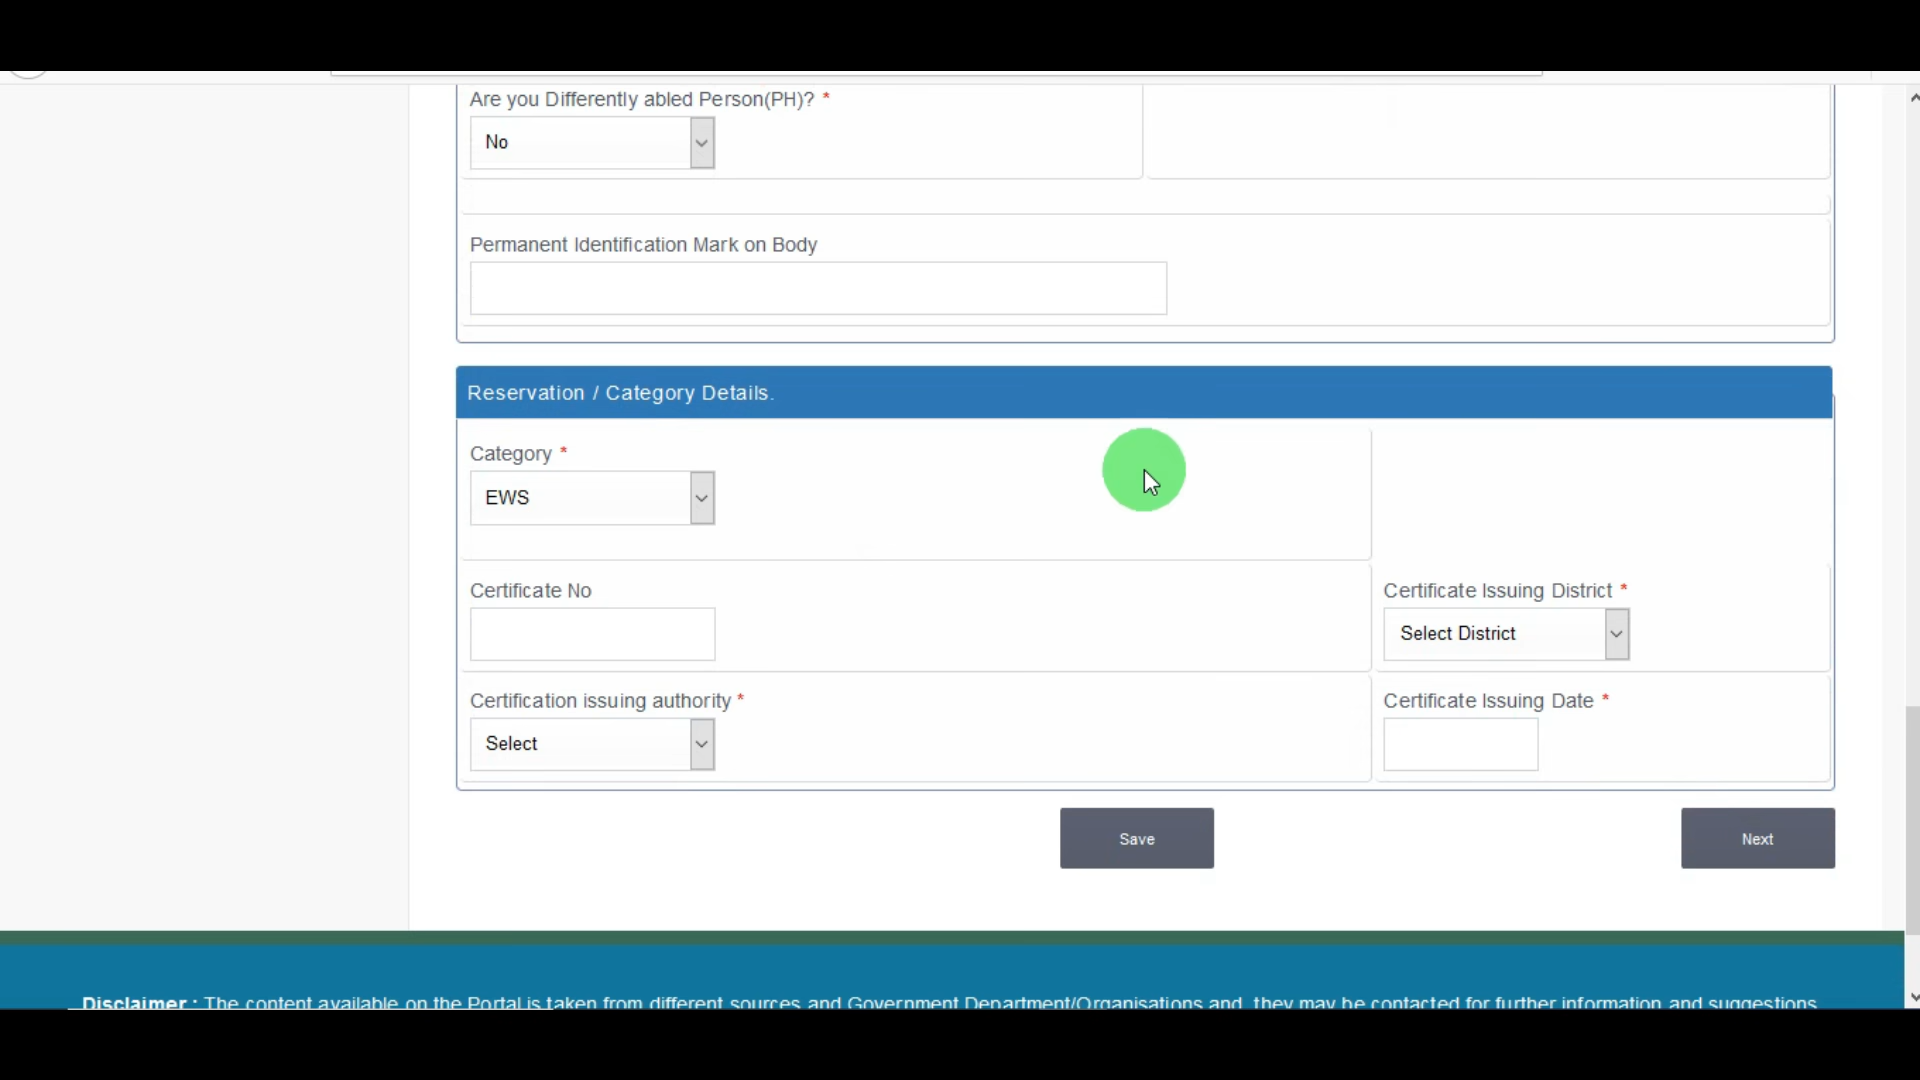 Are you Differently abled Person(PH)? *
No
Permanent Identification Mark on Body
Reservation / Category Details.
Category *
EWS
Certificate No
Certificate Issuing District *
Select District
Certification issuing authority *
Certificate Issuing Date *
Select
Save
Next
Disclaimer : The content available on the Portal is taken from different sources and Government Department/Organisations and, they may be contacted for further information and suggestions